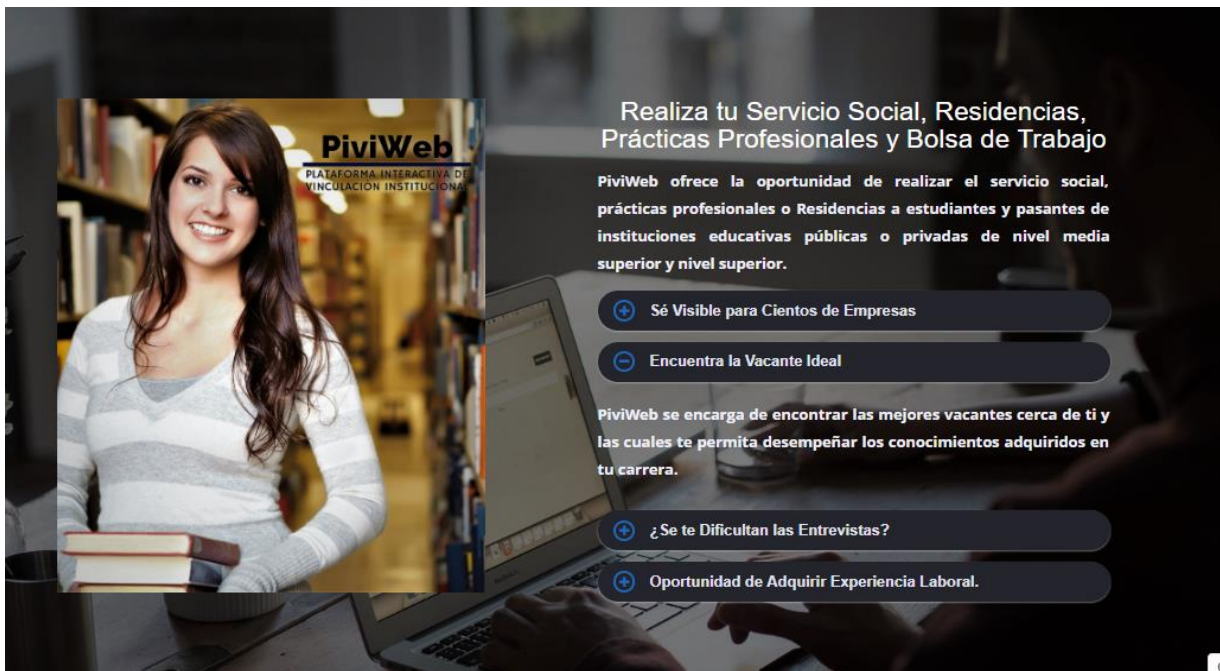 PiviWeb
PLATAFORMA INTERACTIVA DE
VINCULACIÓN INSTITUCIONAL
Realiza tu Servicio Social, Residencias,
Prácticas Profesionales y Bolsa de Trabajo
PiviWeb ofrece la oportunidad de realizar el servicio social,
prácticas profesionales o Residencias a estudiantes y pasantes de
instituciones educativas públicas o privadas de nivel media
superior y nivel superior.
Sé Visible para Cientos de Empresas
Encuentra la Vacante Ideal
PiviWeb se encarga de encontrar las mejores vacantes cerca de ti y
las cuales te permita desempeñar los conocimientos adquiridos en
tu carrera.
¿Se te Dificultan las Entrevistas?
Oportunidad de Adquirir Experiencia Laboral.